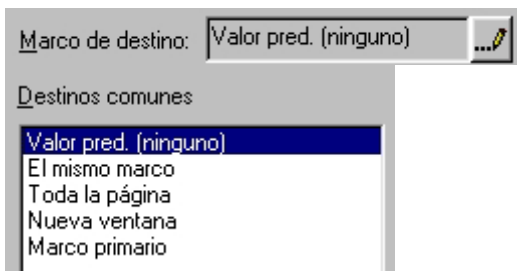 Marco de destino: Valor pred. (ninguno) ...
Destinos comunes
Valor pred. (ninguno)
El mismo marco
Toda la página
Nueva ventana
Marco primario